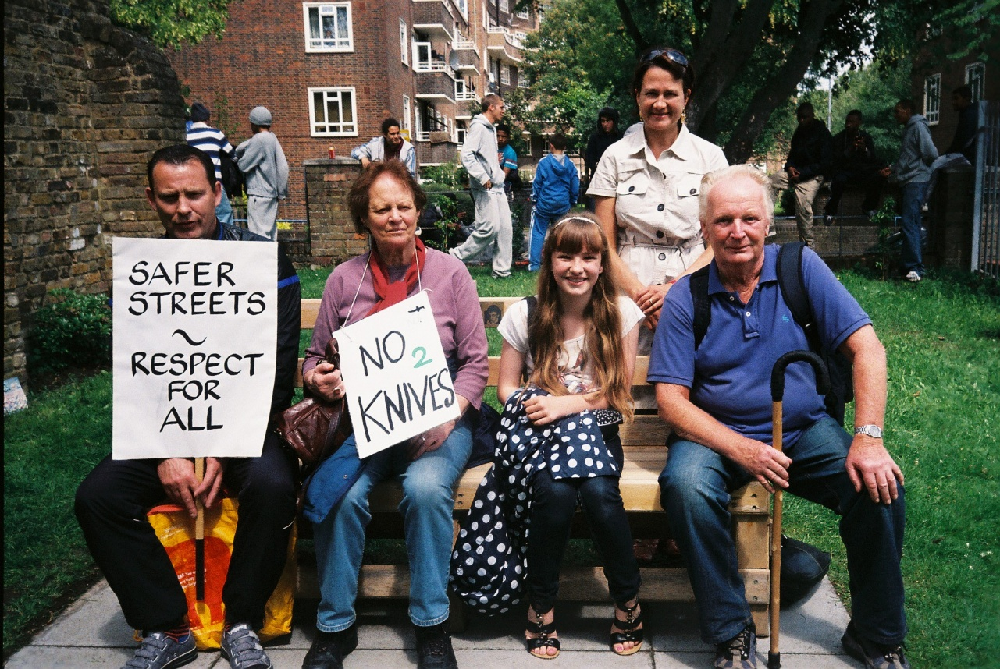 SAFER
STREETS
~
RESPECT
FOR
ALL
NO 2
KNIVES